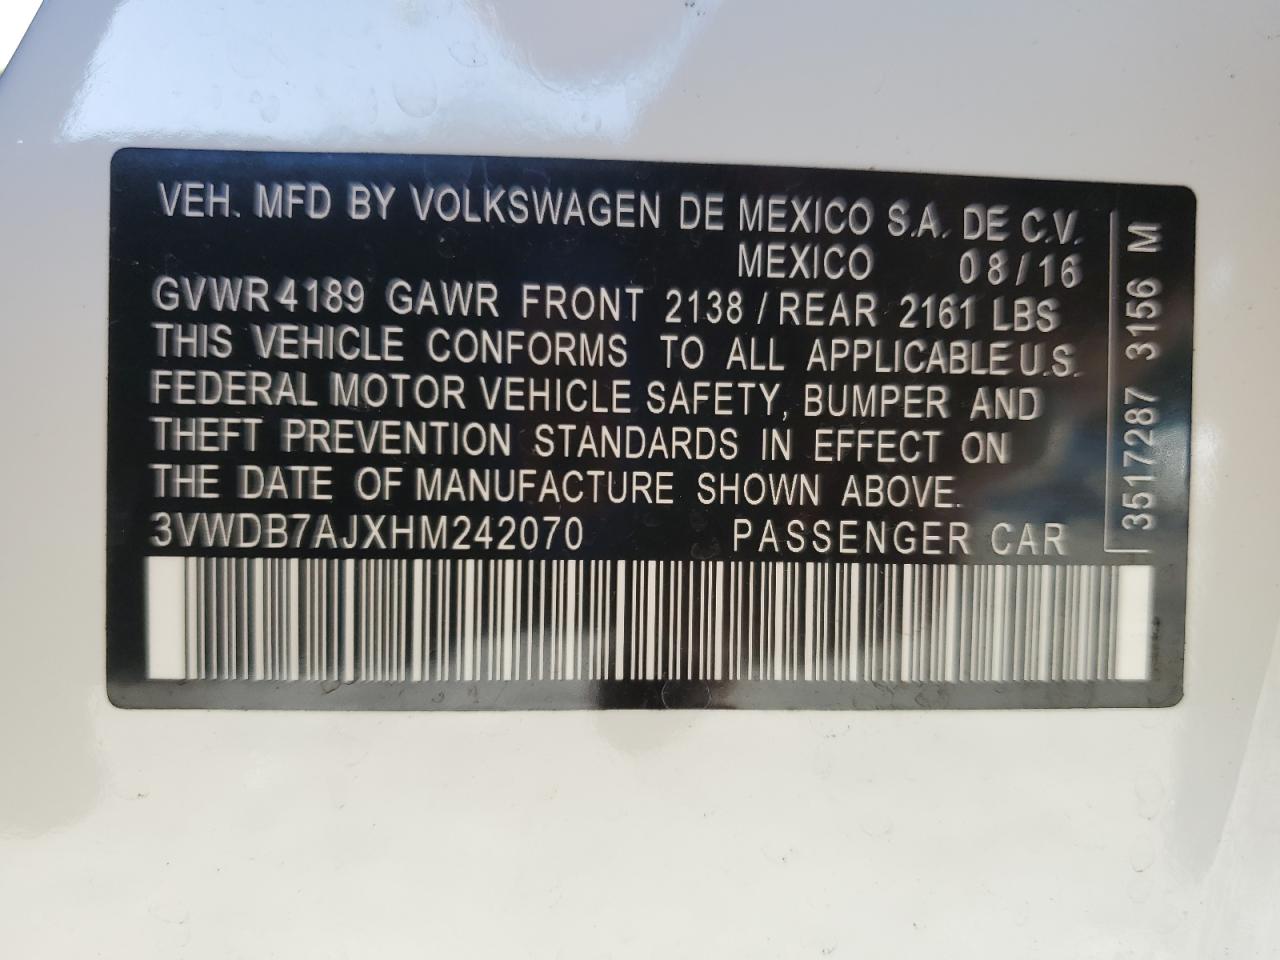 VEH. MFD BY VOLKSWAGEN DE MEXICO S.A. DE C.V.
MEXICO 08/16
GVWR 4189 GAWR FRONT 2138 / REAR 2161 LBS
THIS VEHICLE CONFORMS TO ALL APPLICABLE U.S.
FEDERAL MOTOR VEHICLE SAFETY, BUMPER AND
THEFT PREVENTION STANDARDS IN EFFECT ON
THE DATE OF MANUFACTURE SHOWN ABOVE.
3VWDB7AJXHM242070 PASSENGER CAR
3517287 3156 M